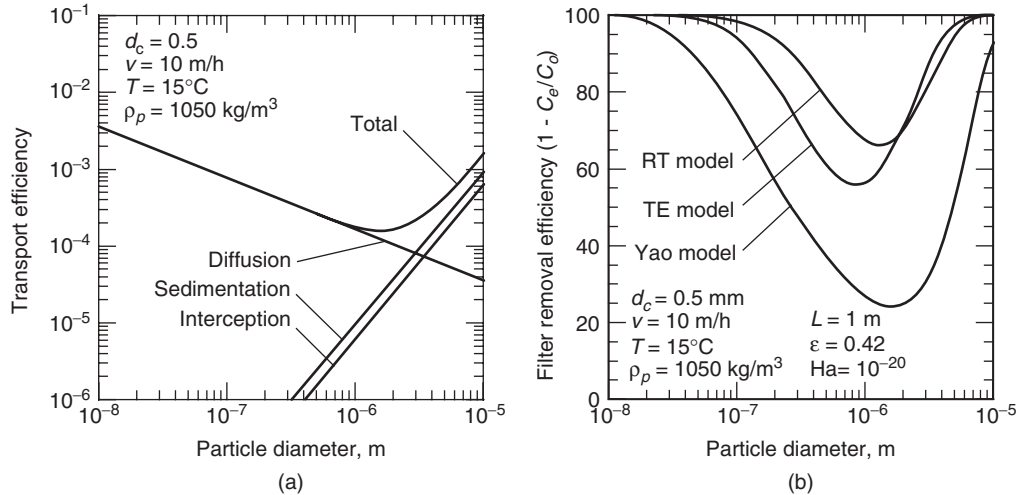 Transport efficiency
10⁻¹
10⁻²
10⁻³
10⁻⁴
10⁻⁵
10⁻⁶
d_c = 0.5
v = 10 m/h
T = 15°C
ρ_p = 1050 kg/m³
Total
Diffusion
Sedimentation
Interception
10⁻⁸ 10⁻⁷ 10⁻⁶ 10⁻⁵
Particle diameter, m
(a)
Filter removal efficiency (1 - C_e/C_o)
100
80
60
40
20
0
RT model
TE model
Yao model
d_c = 0.5 mm
v = 10 m/h
T = 15°C
ρ_p = 1050 kg/m³
L = 1 m
ε = 0.42
Ha= 10⁻²⁰
10⁻⁸ 10⁻⁷ 10⁻⁶ 10⁻⁵
Particle diameter, m
(b)